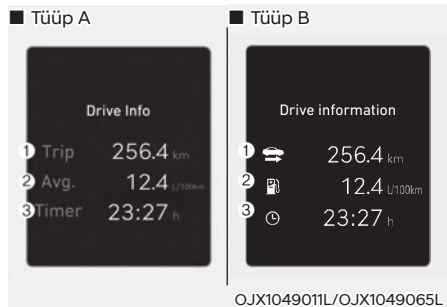 ■ Tüüp A
Drive Info
1 Trip 256.4 km
2 Avg. 12.4 L/100km
3 Timer 23:27 h
■ Tüüp B
Drive information
1 256.4 km
2 12.4 L/100km
3 23:27 h
OJX1049011L/OJX1049065L